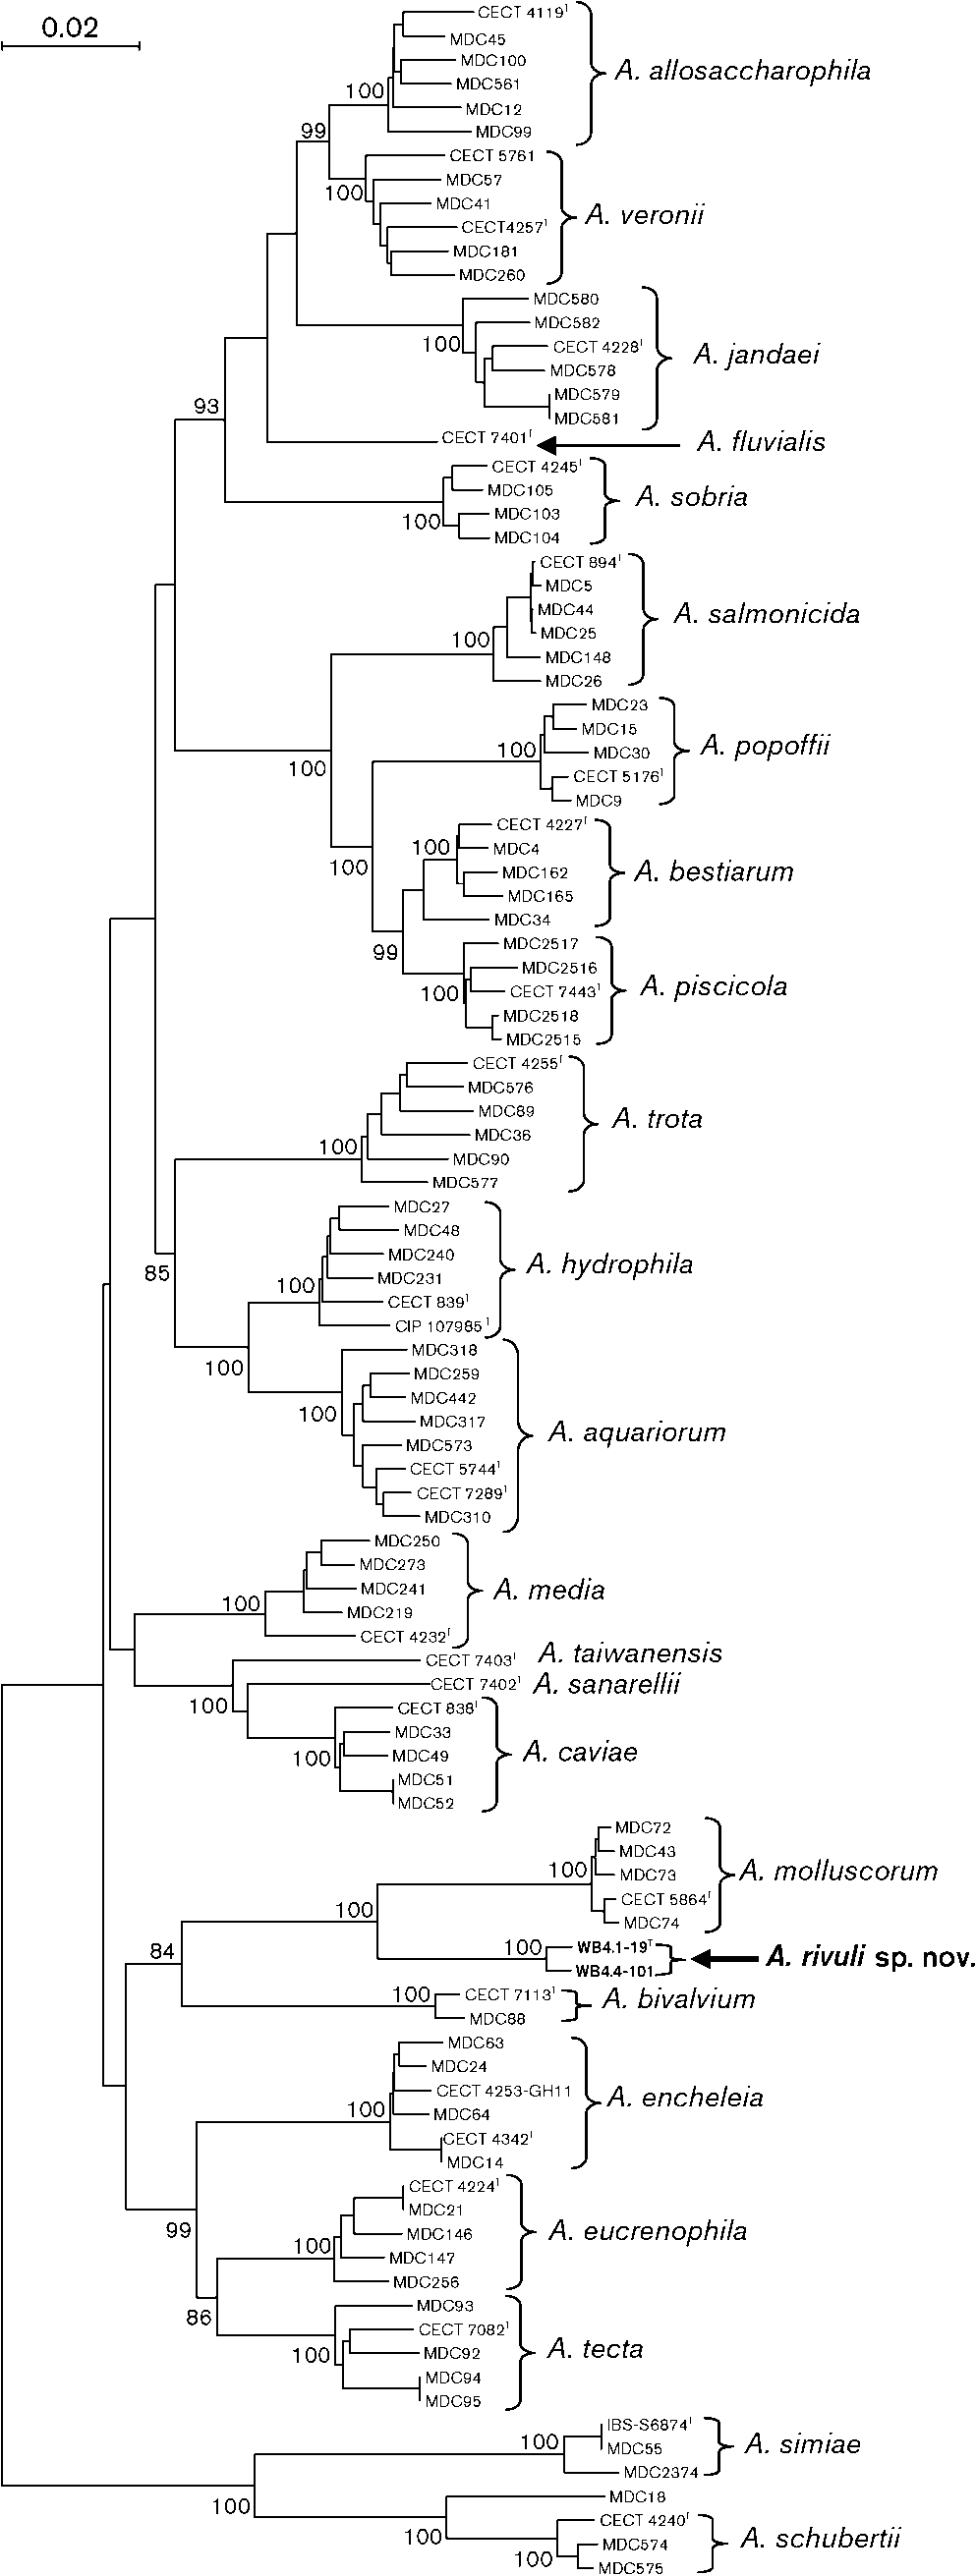 0.02
CECT 4119T
MDC45
MDC100
A. allosaccharophila
MDC561
100
MDC12
99
MDC99
CECT 5761
MDC57
100
MDC41
A. veronii
CECT4257T
MDC181
MDC260
MDC580
MDC582
100
CECT 4228T
A. jandaei
MDC578
MDC579
93
MDC581
CECT 7401T
A. fluvialis
CECT 4245T
MDC105
A. sobria
MDC103
100
MDC104
CECT 894T
MDC5
MDC44
A. salmonicida
MDC25
100
MDC148
MDC26
MDC23
MDC15
A. popoffii
100
MDC30
100
CECT 5176T
MDC9
CECT 4227T
100
MDC4
100
MDC162
A. bestiarum
MDC165
MDC34
99
MDC2517
MDC2516
100
CECT 7443T
A. piscicola
MDC2518
MDC2515
CECT 4255T
MDC576
MDC89
A. trota
MDC36
100
MDC90
MDC577
MDC27
MDC48
MDC240
A. hydrophila
85
MDC231
100
CECT 839T
CIP 107985T
MDC318
100
MDC259
MDC442
100
MDC317
A. aquariorum
MDC573
CECT 5744T
CECT 7289T
MDC310
MDC250
MDC273
MDC241
A. media
100
MDC219
CECT 4232T
CECT 7403T
A. taiwanensis
CECT 7402T
A. sanarellii
100
CECT 838T
MDC33
100
MDC49
A. caviae
MDC51
MDC52
MDC72
MDC43
100
MDC73
A. molluscorum
CECT 5864T
100
MDC74
84
100
WB4.1-19T
A. rivuli sp. nov.
WB4.4-101
100
CECT 7113T
A. bivalvium
MDC88
MDC63
MDC24
CECT 4253-GH11
A. encheleia
100
MDC64
CECT 4342T
MDC14
CECT 4224T
MDC21
99
MDC146
A. eucrenophila
100
MDC147
MDC256
86
MDC93
CECT 7082T
100
MDC92
A. tecta
MDC94
MDC95
IBS-S6874T
100
MDC55
A. simiae
MDC2374
100
MDC18
CECT 4240T
100
MDC574
A. schubertii
100
MDC575